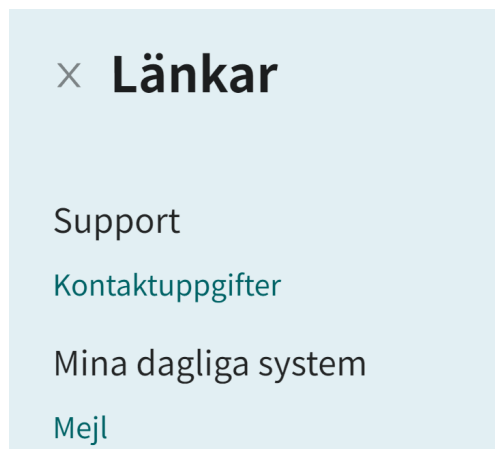 Länkar
Support
Kontaktuppgifter
Mina dagliga system
Mejl